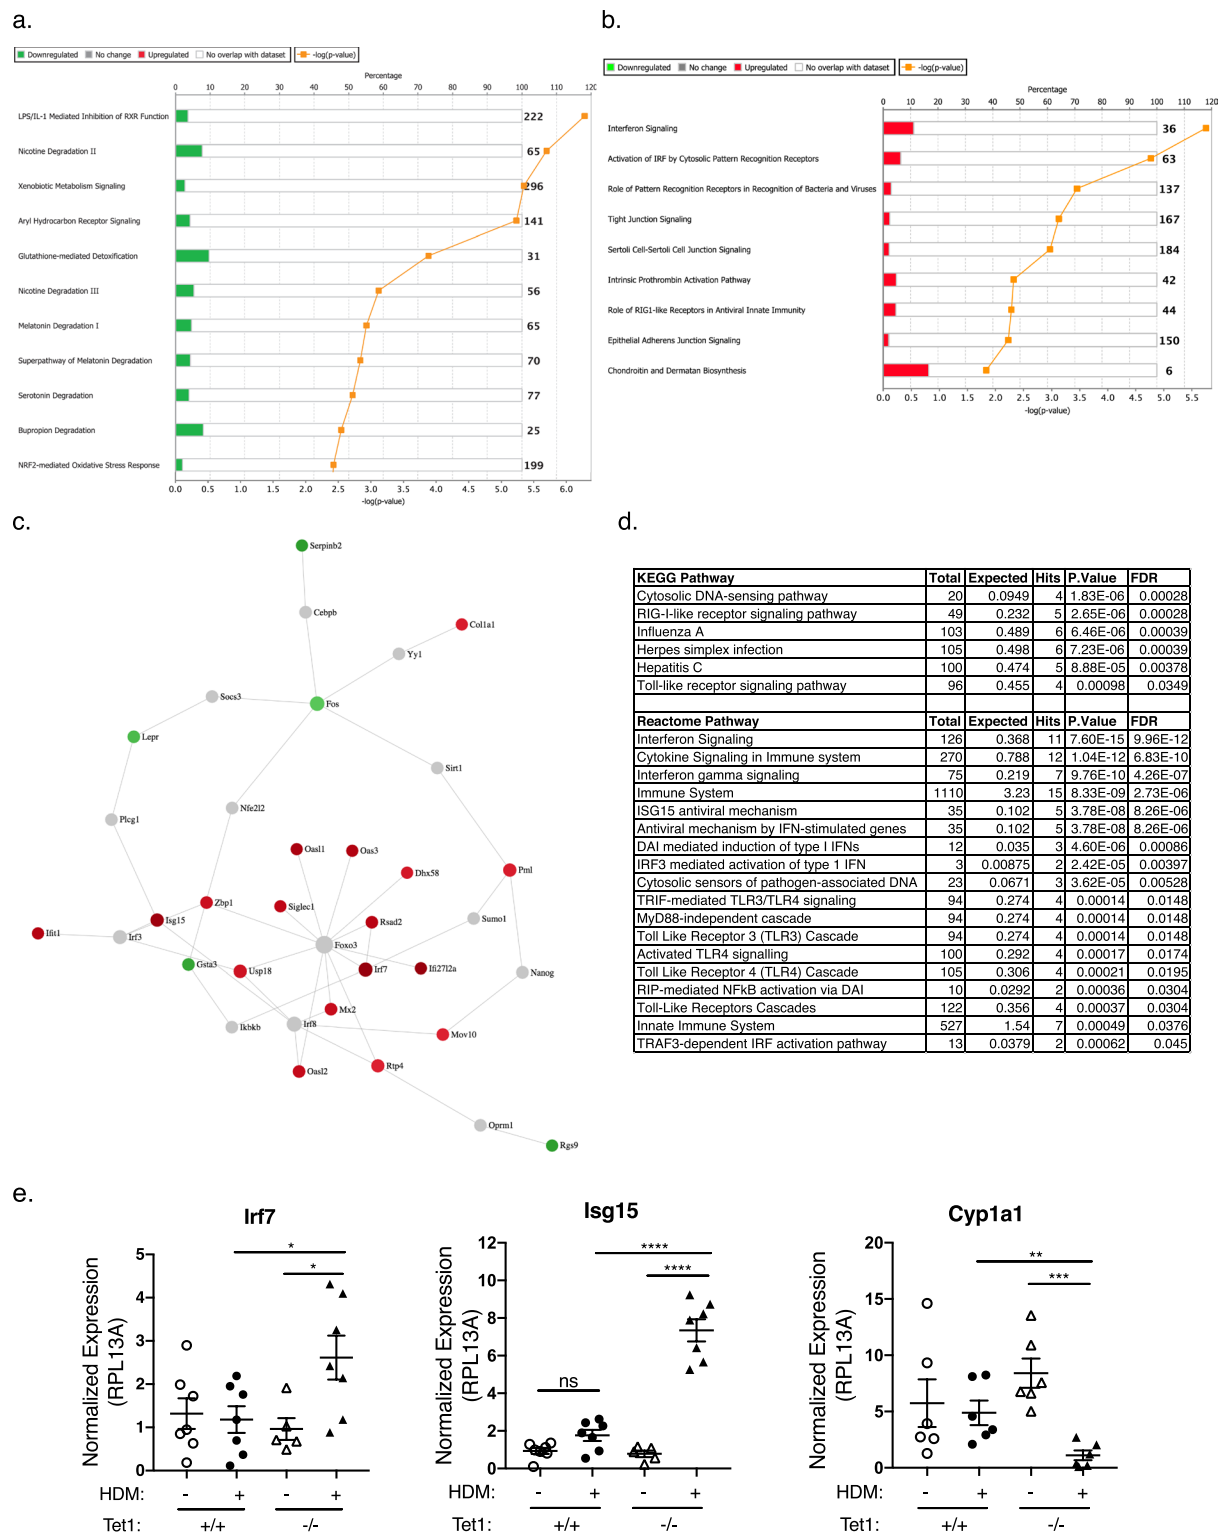 a.
Downregulated No change Upregulated No overlap with dataset -log(p-value)
Percentage
0 10 20 30 40 50 60 70 80 90 100 110 120
LPS/IL-1 Mediated Inhibition of RXR Function 222
Nicotine Degradation II 65
Xenobiotic Metabolism Signaling 296
Aryl Hydrocarbon Receptor Signaling 141
Glutathione-mediated Detoxification 31
Nicotine Degradation III 56
Melatonin Degradation I 65
Superpathway of Melatonin Degradation 70
Serotonin Degradation 77
Bupropion Degradation 25
NRF2-mediated Oxidative Stress Response 199
0.0 0.5 1.0 1.5 2.0 2.5 3.0 3.5 4.0 4.5 5.0 5.5 6.0
-log(p-value)
b.
Downregulated No change Upregulated No overlap with dataset -log(p-value)
Percentage
0 10 20 30 40 50 60 70 80 90 100 110 120
Interferon Signaling 36
Activation of IRF by Cytosolic Pattern Recognition Receptors 63
Role of Pattern Recognition Receptors in Recognition of Bacteria and Viruses 137
Tight Junction Signaling 167
Sertoli Cell-Sertoli Cell Junction Signaling 184
Intrinsic Prothrombin Activation Pathway 42
Role of RIG1-like Receptors in Antiviral Innate Immunity 44
Epithelial Adherens Junction Signaling 150
Chondroitin and Dermatan Biosynthesis 6
0.0 0.5 1.0 1.5 2.0 2.5 3.0 3.5 4.0 4.5 5.0 5.5
-log(p-value)
c.
Serpinb2
Cebpb
Col1a1
Yy1
Socs3
Fos
Lepr
Sirt1
Nfe2l2
Plcg1
Oasl1
Oas3
Dhx58
Pml
Zbp1
Siglec1
Isg15
Rsad2
Sumo1
Ifit1
Irf3
Foxo3
Gsta3
Usp18
Irf7
Ifi27l2a
Nanog
Mx2
Ikbkb
Irf8
Mov10
Oasl2
Rtp4
Oprm1
Rgs9
d.
KEGG Pathway Total Expected Hits P.Value FDR
Cytosolic DNA-sensing pathway 20 0.0949 4 1.83E-06 0.00028
RIG-I-like receptor signaling pathway 49 0.232 5 2.65E-06 0.00028
Influenza A 103 0.489 6 6.46E-06 0.00039
Herpes simplex infection 105 0.498 6 7.23E-06 0.00039
Hepatitis C 100 0.474 5 8.88E-05 0.00378
Toll-like receptor signaling pathway 96 0.455 4 0.00098 0.0349
Reactome Pathway Total Expected Hits P.Value FDR
Interferon Signaling 126 0.368 11 7.60E-15 9.96E-12
Cytokine Signaling in Immune system 270 0.788 12 1.04E-12 6.83E-10
Interferon gamma signaling 75 0.219 7 9.76E-10 4.26E-07
Immune System 1110 3.23 15 8.33E-09 2.73E-06
ISG15 antiviral mechanism 35 0.102 5 3.78E-08 8.26E-06
Antiviral mechanism by IFN-stimulated genes 35 0.102 5 3.78E-08 8.26E-06
DAI mediated induction of type I IFNs 12 0.035 3 4.60E-06 0.00086
IRF3 mediated activation of type 1 IFN 3 0.00875 2 2.42E-05 0.00397
Cytosolic sensors of pathogen-associated DNA 23 0.0671 3 3.62E-05 0.00528
TRIF-mediated TLR3/TLR4 signaling 94 0.274 4 0.00014 0.0148
MyD88-independent cascade 94 0.274 4 0.00014 0.0148
Toll Like Receptor 3 (TLR3) Cascade 94 0.274 4 0.00014 0.0148
Activated TLR4 signalling 100 0.292 4 0.00017 0.0174
Toll Like Receptor 4 (TLR4) Cascade 105 0.306 4 0.00021 0.0195
RIP-mediated NFkB activation via DAI 10 0.0292 2 0.00036 0.0304
Toll-Like Receptors Cascades 122 0.356 4 0.00037 0.0304
Innate Immune System 527 1.54 7 0.00049 0.0376
TRAF3-dependent IRF activation pathway 13 0.0379 2 0.00062 0.045
e.
Irf7
Normalized Expression (RPL13A)
5 4 3 2 1 0
*
*
HDM: - + - +
Tet1: +/+ -/-
Isg15
Normalized Expression (RPL13A)
12 10 8 6 4 2 0
****
****
ns
HDM: - + - +
Tet1: +/+ -/-
Cyp1a1
Normalized Expression (RPL13A)
20 15 10 5 0
**
***
HDM: - + - +
Tet1: +/+ -/-